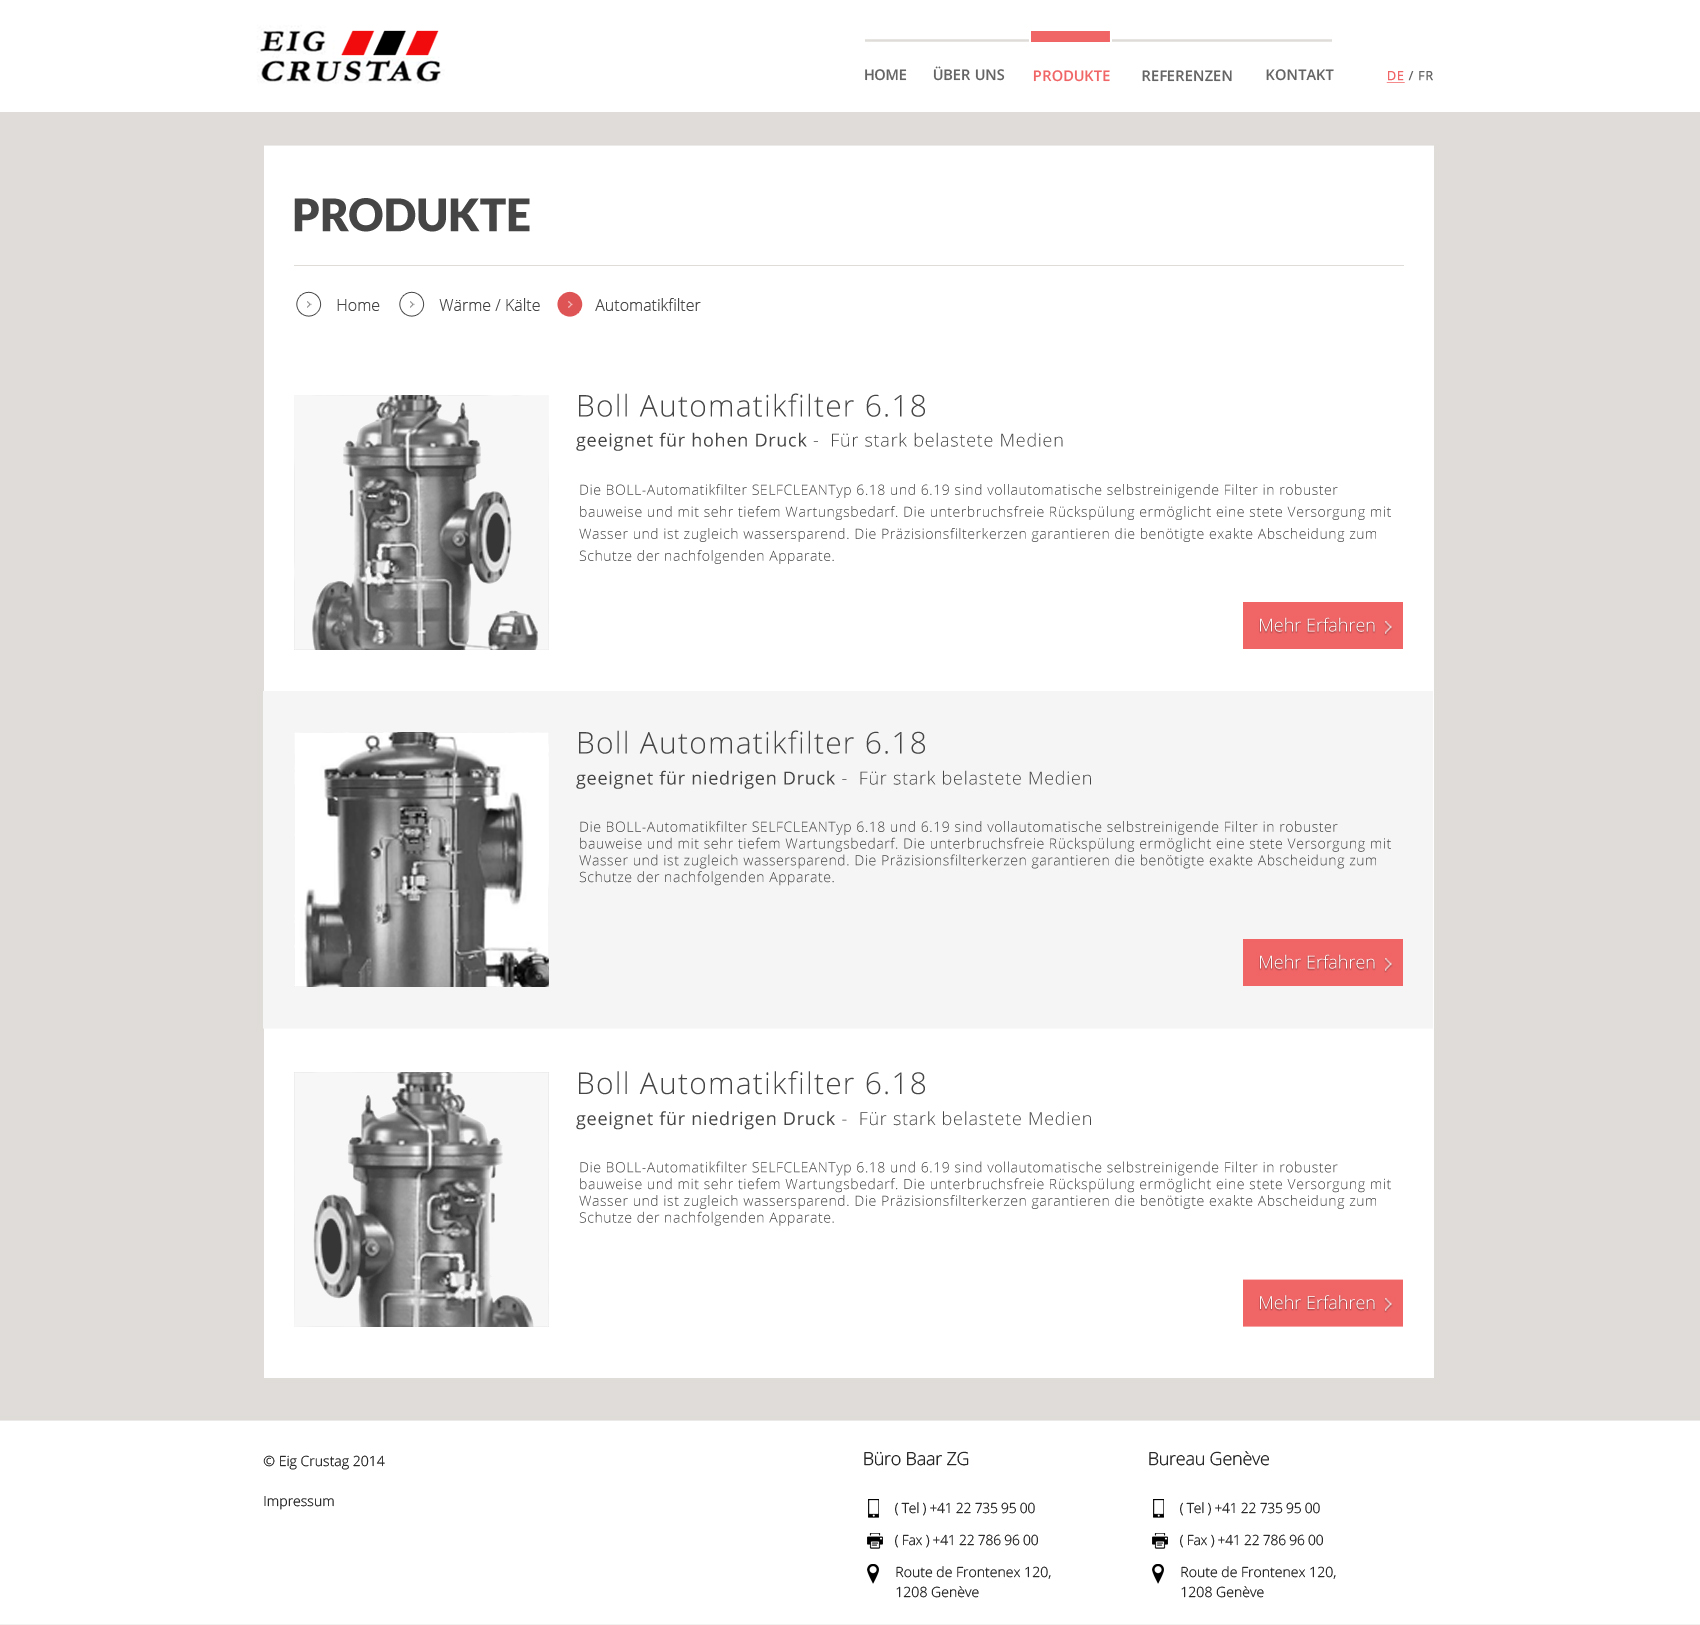 EIG
CRUSTAG
HOME ÜBER UNS PRODUKTE REFERENZEN KONTAKT DE / FR
PRODUKTE
Home Wärme / Kälte Automatikfilter
Boll Automatikfilter 6.18
geeignet für hohen Druck - Für stark belastete Medien
Die BOLL-Automatikfilter SELFCLEANTyp 6.18 und 6.19 sind vollautomatische selbstreinigende Filter in robuster
bauweise und mit sehr tiefem Wartungsbedarf. Die unterbruchsfreie Rückspülung ermöglicht eine stete Versorgung mit
Wasser und ist zugleich wassersparend. Die Präzisionsfilterkerzen garantieren die benötigte exakte Abscheidung zum
Schutze der nachfolgenden Apparate.
Mehr Erfahren
Boll Automatikfilter 6.18
geeignet für niedrigen Druck - Für stark belastete Medien
Die BOLL-Automatikfilter SELFCLEANTyp 6.18 und 6.19 sind vollautomatische selbstreinigende Filter in robuster
bauweise und mit sehr tiefem Wartungsbedarf. Die unterbruchsfreie Rückspülung ermöglicht eine stete Versorgung mit
Wasser und ist zugleich wassersparend. Die Präzisionsfilterkerzen garantieren die benötigte exakte Abscheidung zum
Schutze der nachfolgenden Apparate.
Mehr Erfahren
Boll Automatikfilter 6.18
geeignet für niedrigen Druck - Für stark belastete Medien
Die BOLL-Automatikfilter SELFCLEANTyp 6.18 und 6.19 sind vollautomatische selbstreinigende Filter in robuster
bauweise und mit sehr tiefem Wartungsbedarf. Die unterbruchsfreie Rückspülung ermöglicht eine stete Versorgung mit
Wasser und ist zugleich wassersparend. Die Präzisionsfilterkerzen garantieren die benötigte exakte Abscheidung zum
Schutze der nachfolgenden Apparate.
Mehr Erfahren
© Eig Crustag 2014
Impressum
Büro Baar ZG
( Tel ) +41 22 735 95 00
( Fax ) +41 22 786 96 00
Route de Frontenex 120,
1208 Genève
Bureau Genève
( Tel ) +41 22 735 95 00
( Fax ) +41 22 786 96 00
Route de Frontenex 120,
1208 Genève